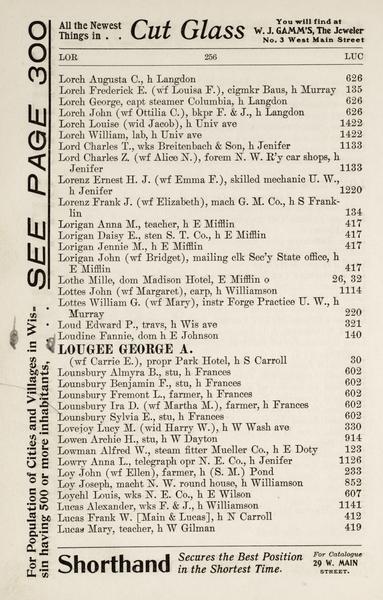 All the Newest
Things in . .
Cut Glass
You will find at
W. J. GAMM'S, The Jeweler
No. 3 West Main Street
LOR 256 LUC
Lorch Augusta C., h Langdon 626
Lorch Frederick E. (wf Louisa F.), cigmkr Baus, h Murray 135
Lorch George, capt steamer Columbia, h Langdon 626
Lorch John (wf Ottilia C.), bkpr F. & J., h Langdon 626
Lorch Louise (wid Jacob), h Univ ave 1422
Lorch William, lab, h Univ ave 1422
Lord Charles T., wks Breitenbach & Son, h Jenifer 1133
Lord Charles Z. (wf Alice N.), forem N. W. R'y car shops, h
Jenifer 1133
Lorenz Ernest H. J. (wf Emma F.), skilled mechanic U. W.,
h Jenifer 1220
Lorenz Frank J. (wf Elizabeth), mach G. M. Co., h S Frank-
lin 134
Lorigan Anna M., teacher, h E Mifflin 417
Lorigan Daisy E., sten S. T. Co., h E Mifflin 417
Lorigan Jennie M., h E Mifflin 417
Lorigan John (wf Bridget), mailing clk Sec'y State office, h
E Mifflin 417
Lothe Mille, dom Madison Hotel, E Mifflin o 26, 32
Lottes John (wf Margaret), carp, h Williamson 1114
Lottes William G. (wf Mary), instr Forge Practice U. W., h
Murray 220
Loud Edward P., travs, h Wis ave 321
Loudine Fannie, dom h E Johnson 140
LOUGEE GEORGE A.
(wf Carrie E.), propr Park Hotel, h S Carroll 30
Lounsbury Almyra B., stu, h Frances 602
Lounsbury Benjamin F., stu, h Frances 602
Lounsbury Fremont L., farmer, h Frances 602
Lounsbury Ira D. (wf Martha M.), farmer, h Frances 602
Lounsbury Sylvia E., stu, h Frances 602
Lovejoy Lucy M. (wid Harry W.), h W Wash ave 330
Lowen Archie H., stu, h W Dayton 914
Lowman Alfred W., steam fitter Mueller Co., h E Doty 123
Lowry Anna L., telegraph opr N. E. Co., h Jenifer 1126
Loy John (wf Ellen), farmer, h (S. M.) Pond 233
Loy Joseph, macht N. W. round house, h Williamson 852
Loyehl Louis, wks N. E. Co., h E Wilson 607
Lucas Alexander, wks F. & J., h Williamson 1141
Lucas Frank W. [Main & Lucas], h N Carroll 412
Lucas Mary, teacher, h W Gilman 419
Shorthand
Secures the Best Position
in the Shortest Time.
For Catalogue
29 W. MAIN
STREET.
For Population of Cities and Villages in Wis-
sin having 500 or more inhabitants, SEE PAGE 300